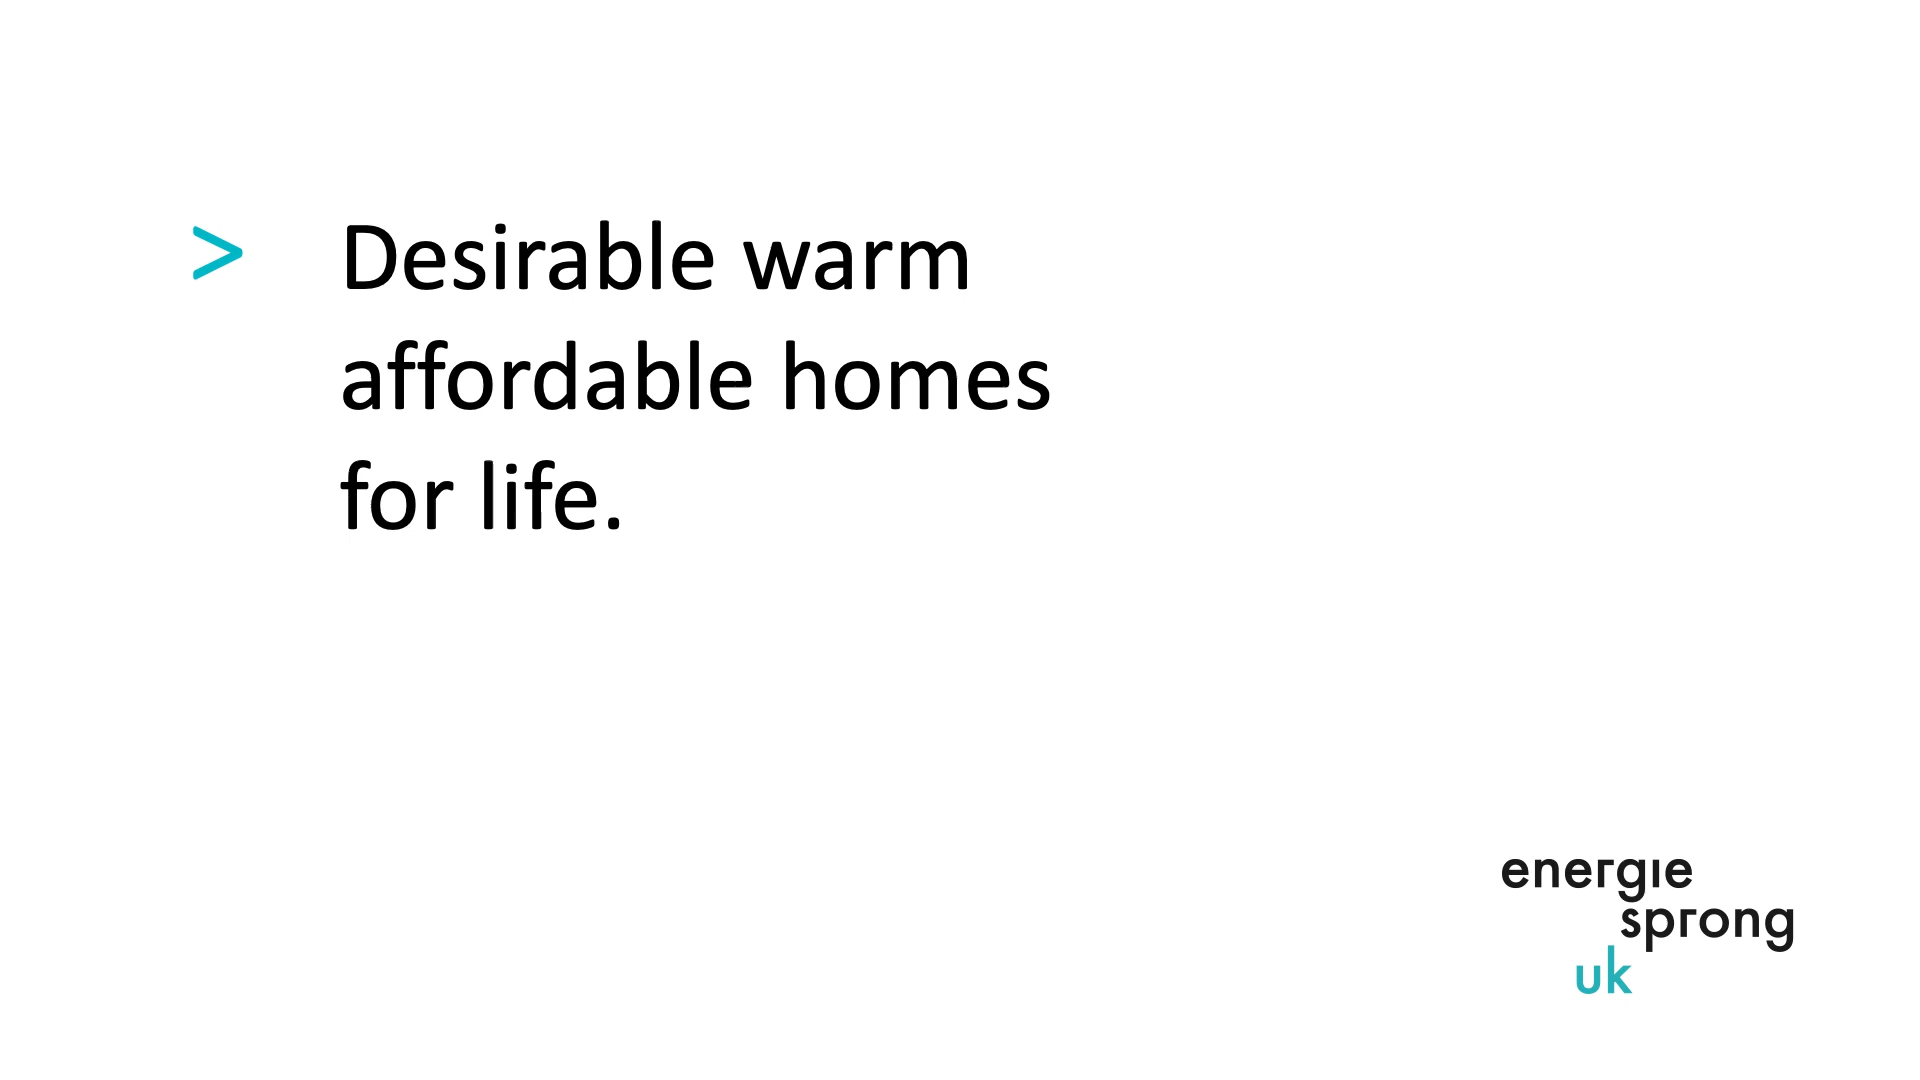 > Desirable warm
affordable homes
for life.
energie
sprong
uk